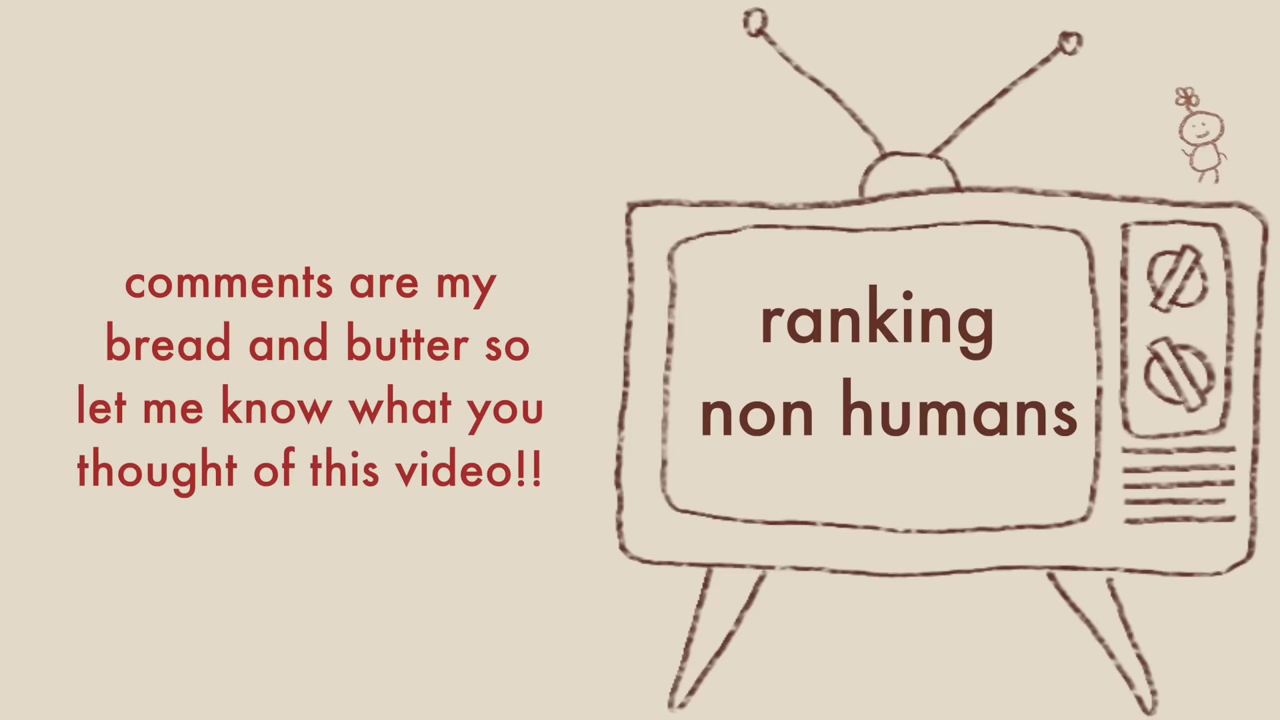 comments are my
bread and butter so
let me know what you
thought of this video!!
ranking
non humans